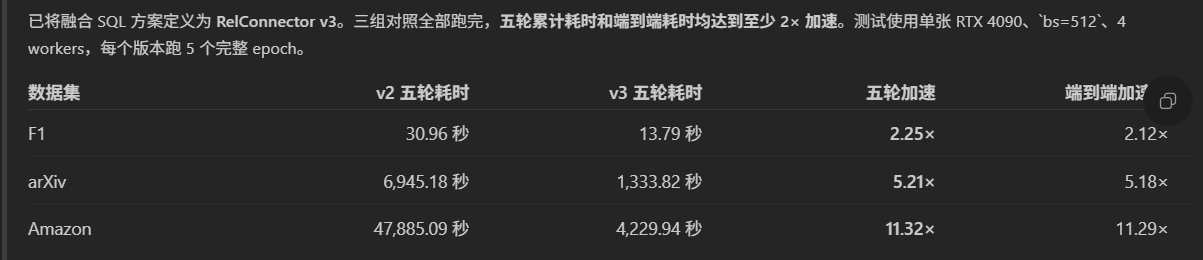 已将融合 SQL 方案定义为 RelConnector v3。三组对照全部跑完，五轮累计耗时和端到端耗时均达到至少 2× 加速。测试使用单张 RTX 4090、`bs=512`、4
workers，每个版本跑 5 个完整 epoch。
数据集 v2 五轮耗时 v3 五轮耗时 五轮加速 端到端加速
F1 30.96 秒 13.79 秒 2.25× 2.12×
arXiv 6,945.18 秒 1,333.82 秒 5.21× 5.18×
Amazon 47,885.09 秒 4,229.94 秒 11.32× 11.29×